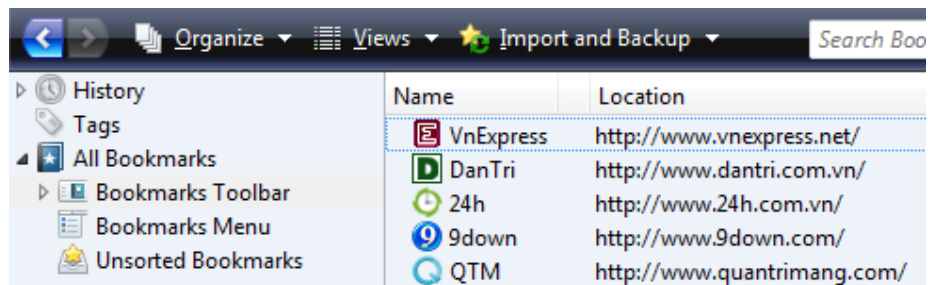 Organize Views Import and Backup Search Boo
History
Tags
All Bookmarks
Bookmarks Toolbar
Bookmarks Menu
Unsorted Bookmarks
Name Location
VnExpress http://www.vnexpress.net/
DanTri http://www.dantri.com.vn/
24h http://www.24h.com.vn/
9down http://www.9down.com/
QTM http://www.quantrimang.com/